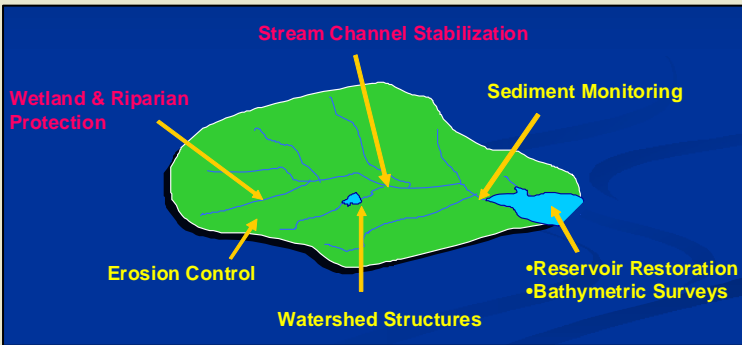 Stream Channel Stabilization
Wetland & Riparian
Protection
Sediment Monitoring
Erosion Control
•Reservoir Restoration
•Bathymetric Surveys
Watershed Structures